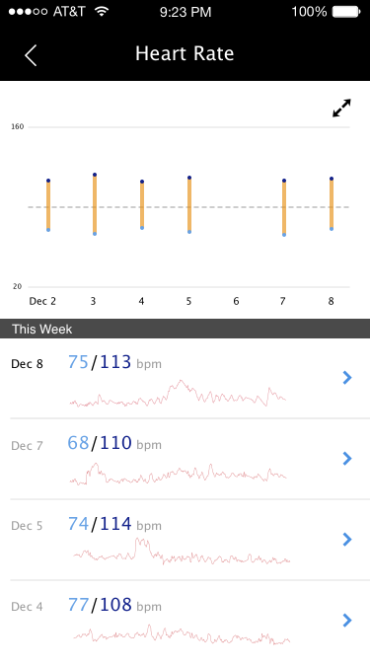 AT&T 9:23 PM 100%
Heart Rate
160
20
Dec 2 3 4 5 6 7 8
This Week
Dec 8 75/113 bpm
Dec 7 68/110 bpm
Dec 5 74/114 bpm
Dec 4 77/108 bpm